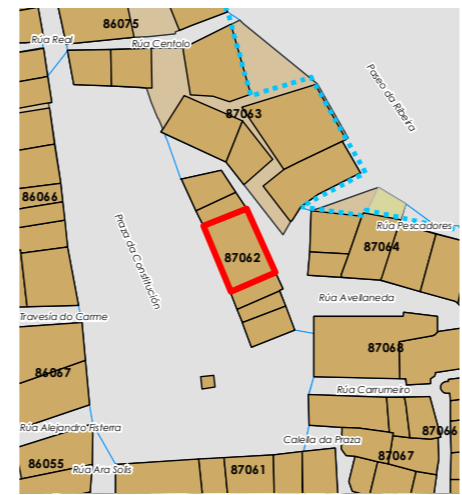 86075
Rúa Real
Rúa Centolo
Paseo da Ribeira
87063
86066
Praza da Constitución
87062
Rúa Pescadores
87064
Rúa Avellaneda
Travesía do Carme
87068
86067
Rúa Carrumeiro
Rúa Alejandro Fisterra
Calella da Praza
87066
86055
Rúa Ara Solis
87061
87067